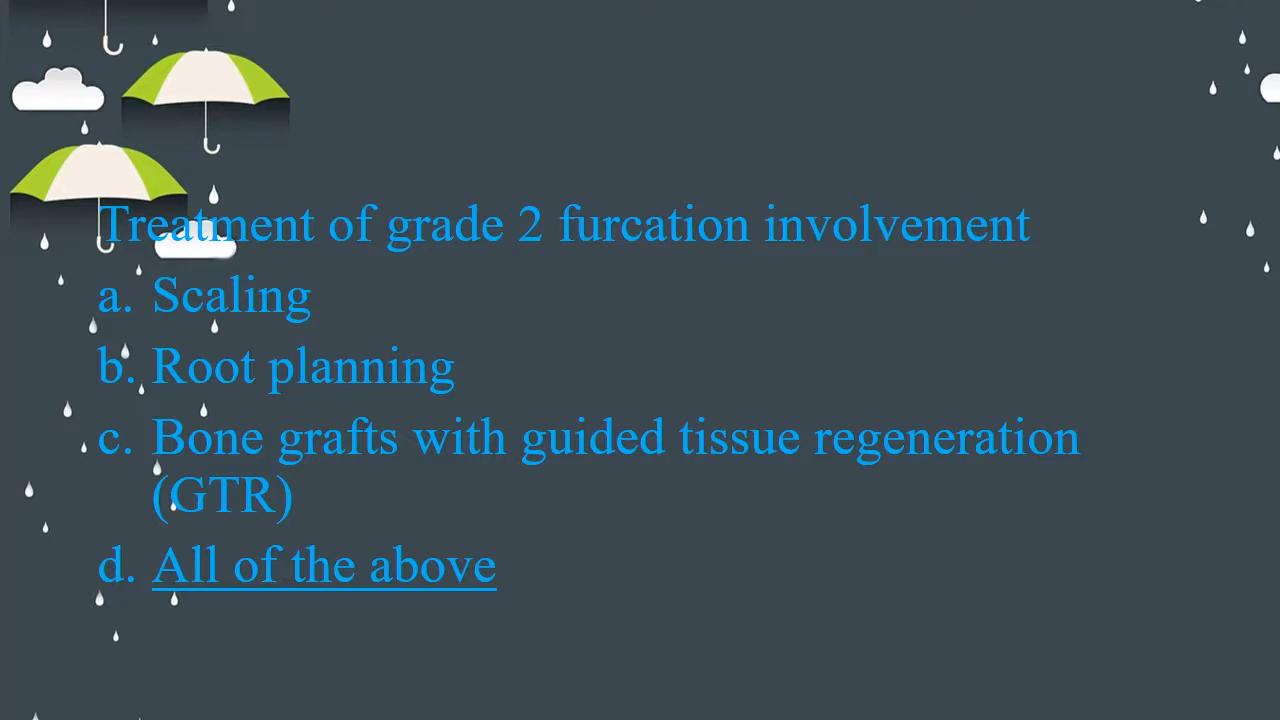 Treatment of grade 2 furcation involvement
a. Scaling
b. Root planning
c. Bone grafts with guided tissue regeneration
(GTR)
d. All of the above